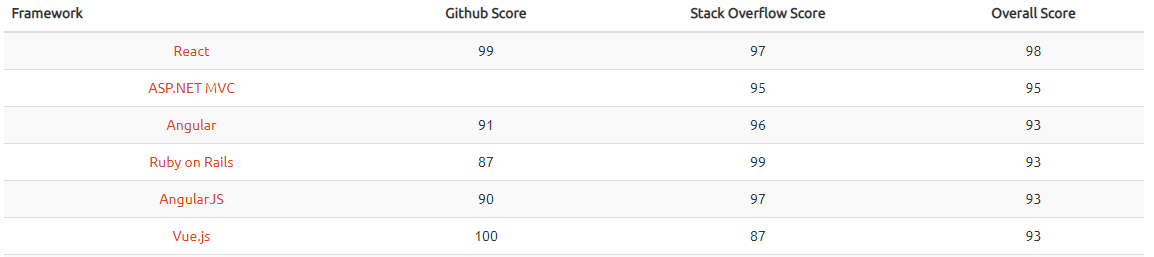 Framework Github Score Stack Overflow Score Overall Score
React 99 97 98
ASP.NET MVC 95 95
Angular 91 96 93
Ruby on Rails 87 99 93
AngularJS 90 97 93
Vue.js 100 87 93